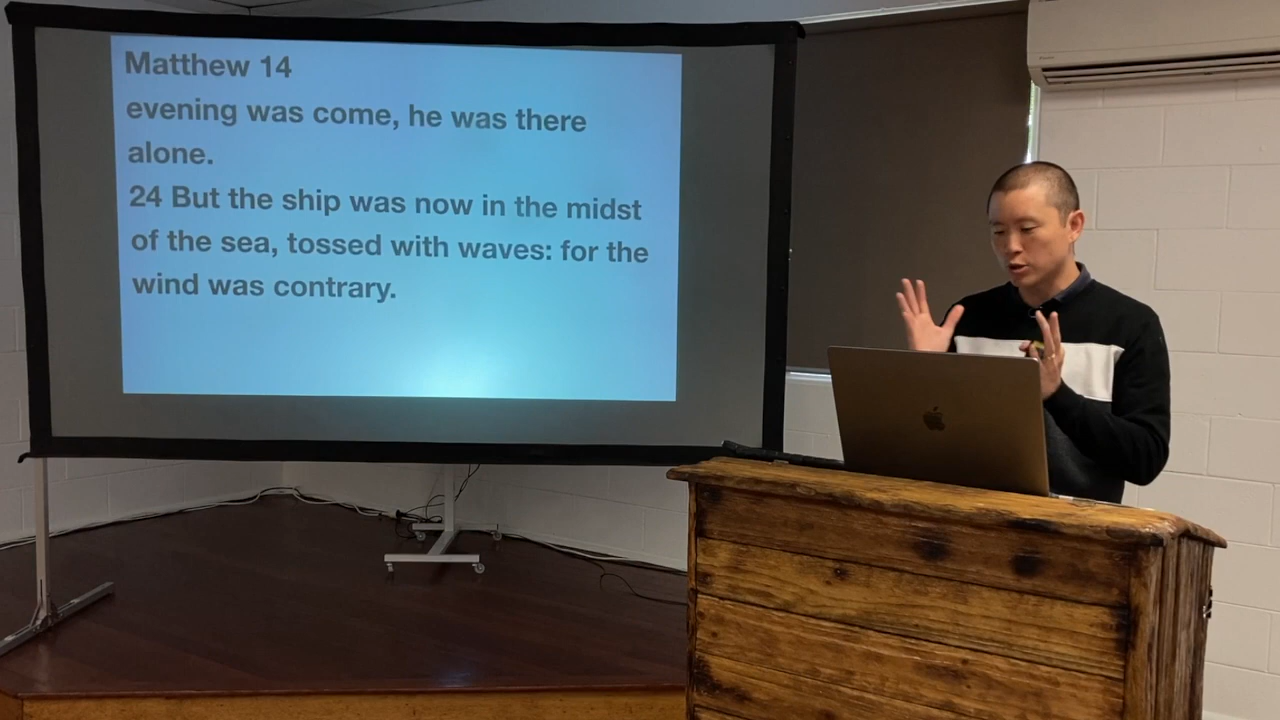 Matthew 14
evening was come, he was there
alone.
24 But the ship was now in the midst
of the sea, tossed with waves: for the
wind was contrary.